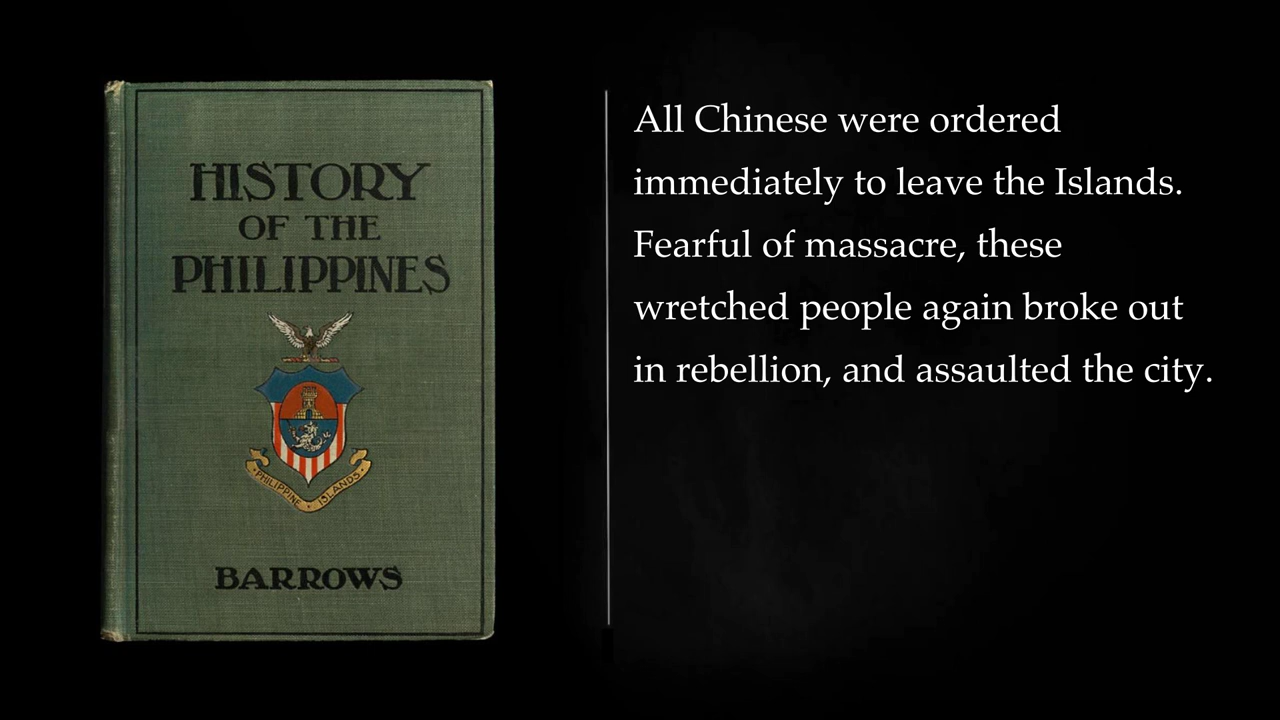 HISTORY
OF THE
PHILIPPINES
PHILIPPINE ISLANDS
BARROWS
All Chinese were ordered
immediately to leave the Islands.
Fearful of massacre, these
wretched people again broke out
in rebellion, and assaulted the city.